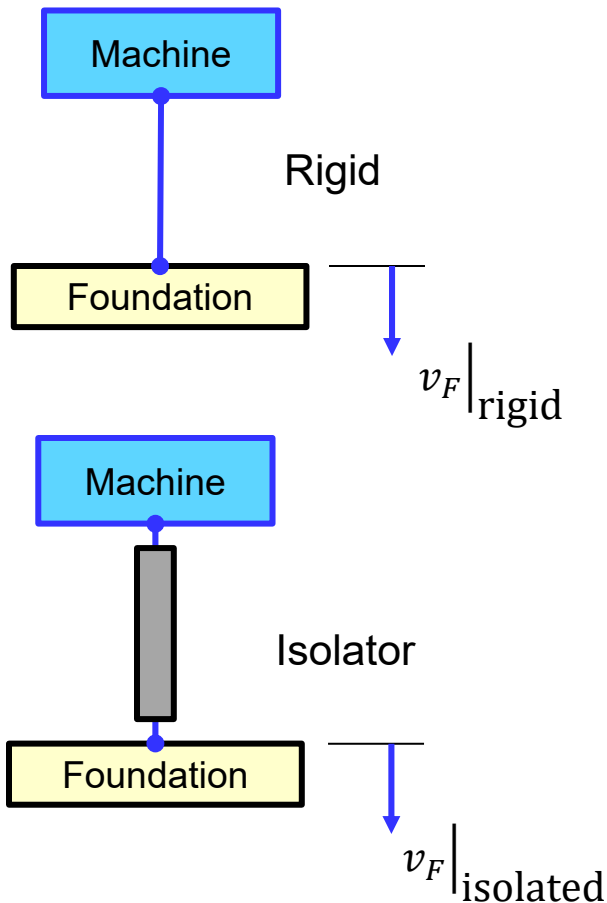 Machine
Rigid
Foundation
v_F|rigid
Machine
Isolator
Foundation
v_F|isolated